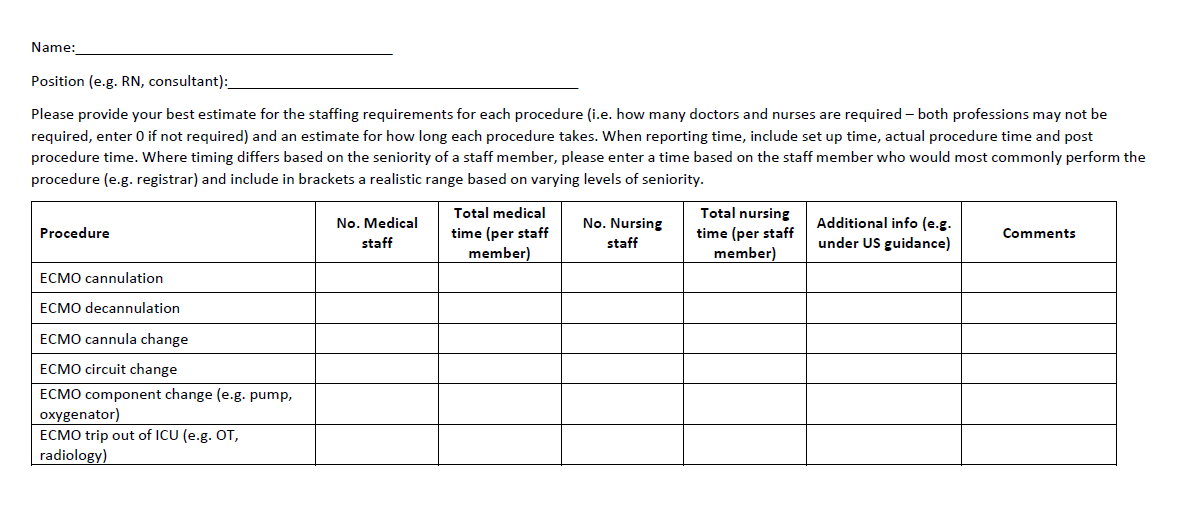 Name:
Position (e.g. RN, consultant):
Please provide your best estimate for the staffing requirements for each procedure (i.e. how many doctors and nurses are required – both professions may not be
required, enter 0 if not required) and an estimate for how long each procedure takes. When reporting time, include set up time, actual procedure time and post
procedure time. Where timing differs based on the seniority of a staff member, please enter a time based on the staff member who would most commonly perform the
procedure (e.g. registrar) and include in brackets a realistic range based on varying levels of seniority.
Procedure
No. Medical
staff
Total medical
time (per staff
member)
No. Nursing
staff
Total nursing
time (per staff
member)
Additional info (e.g.
under US guidance)
Comments
ECMO cannulation
ECMO decannulation
ECMO cannula change
ECMO circuit change
ECMO component change (e.g. pump,
oxygenator)
ECMO trip out of ICU (e.g. OT,
radiology)